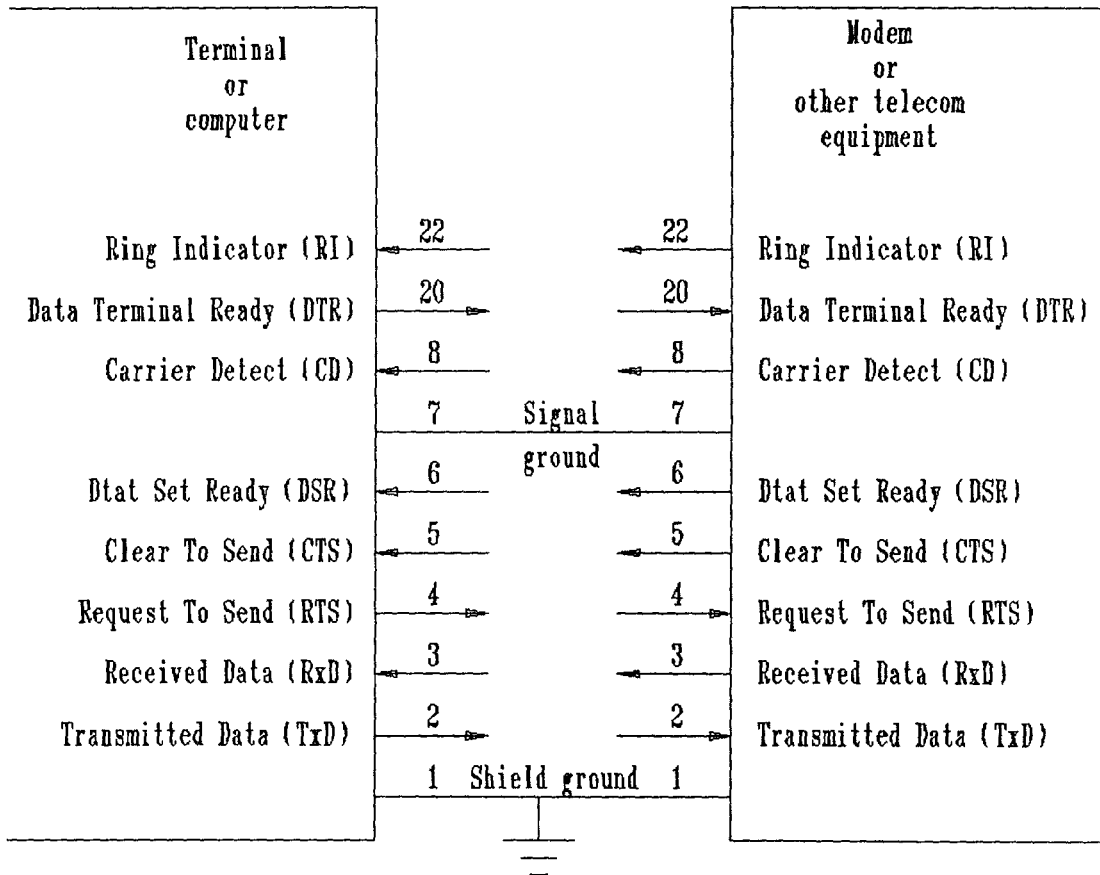 Terminal
or
computer
Modem
or
other telecom
equipment
Ring Indicator (RI) 22 22 Ring Indicator (RI)
Data Terminal Ready (DTR) 20 20 Data Terminal Ready (DTR)
Carrier Detect (CD) 8 8 Carrier Detect (CD)
7 Signal 7
ground
Dtat Set Ready (DSR) 6 6 Dtat Set Ready (DSR)
Clear To Send (CTS) 5 5 Clear To Send (CTS)
Request To Send (RTS) 4 4 Request To Send (RTS)
Received Data (RxD) 3 3 Received Data (RxD)
Transmitted Data (TxD) 2 2 Transmitted Data (TxD)
1 Shield ground 1